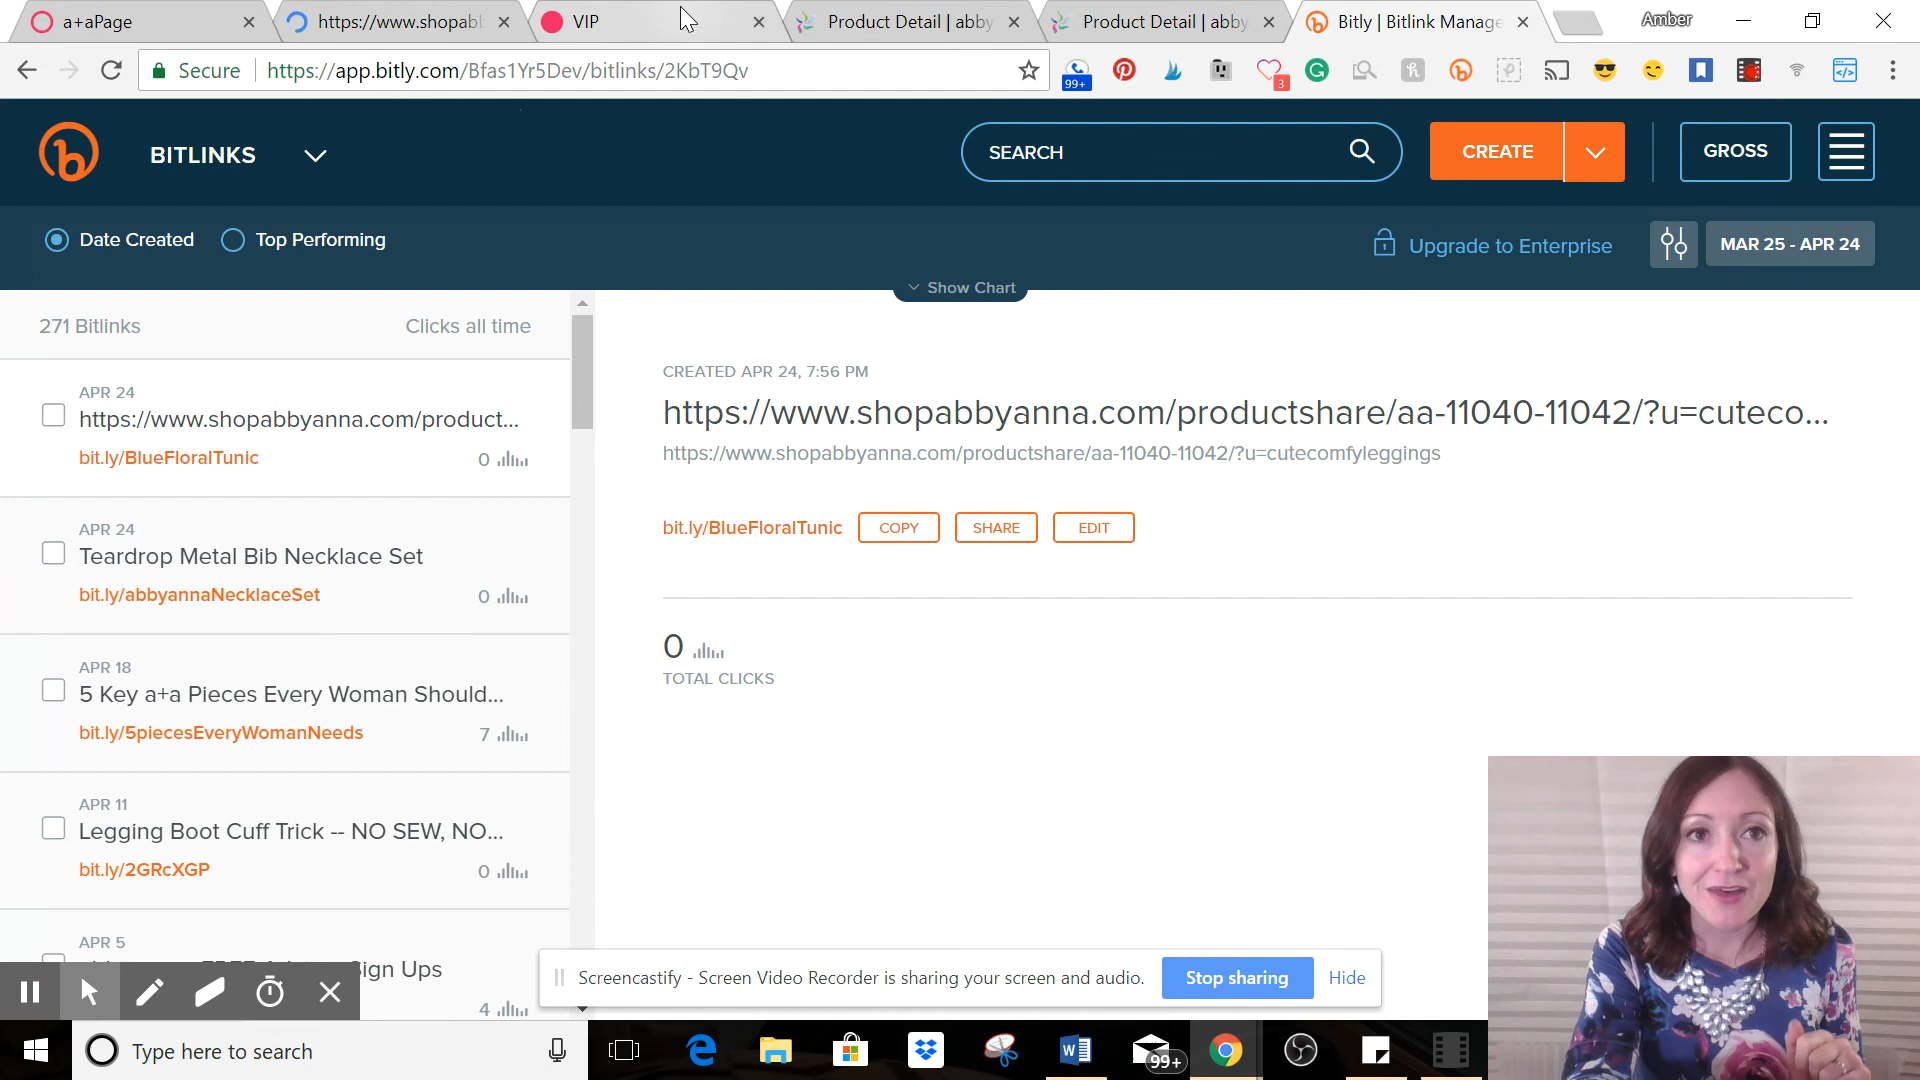 a+aPage
https://www.shopabb
VIP
Product Detail | abby
Product Detail | abby
Bitly | Bitlink Manage
Amber
Secure
https://app.bitly.com/Bfas1Yr5Dev/bitlinks/2KbT9Qv
99+
3
BITLINKS
SEARCH
CREATE
GROSS
Date Created
Top Performing
Upgrade to Enterprise
MAR 25 - APR 24
Show Chart
271 Bitlinks
Clicks all time
APR 24
https://www.shopabbyanna.com/product...
bit.ly/BlueFloralTunic
0
APR 24
Teardrop Metal Bib Necklace Set
bit.ly/abbyannaNecklaceSet
0
APR 18
5 Key a+a Pieces Every Woman Should...
bit.ly/5piecesEveryWomanNeeds
7
APR 11
Legging Boot Cuff Trick -- NO SEW, NO...
bit.ly/2GRcXGP
0
APR 5
Sign Ups
4
CREATED APR 24, 7:56 PM
https://www.shopabbyanna.com/productshare/aa-11040-11042/?u=cuteco...
https://www.shopabbyanna.com/productshare/aa-11040-11042/?u=cutecomfyleggings
bit.ly/BlueFloralTunic
COPY
SHARE
EDIT
0
TOTAL CLICKS
Screencastify - Screen Video Recorder is sharing your screen and audio.
Stop sharing
Hide
Type here to search
99+